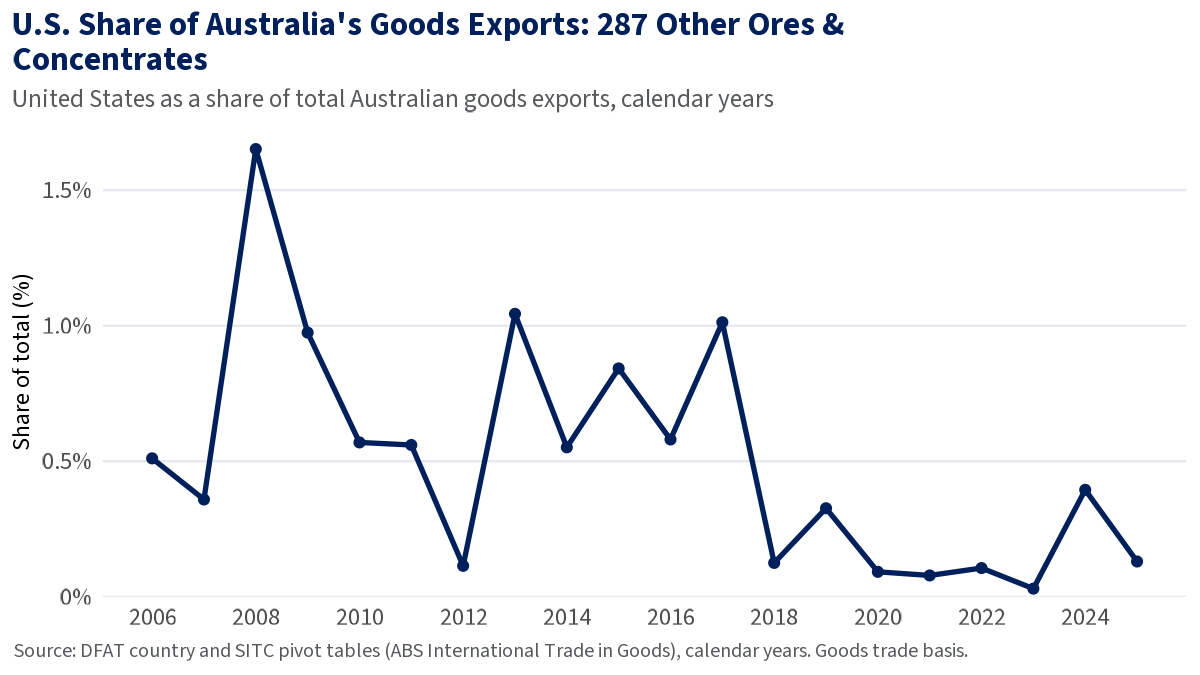 U.S. Share of Australia's Goods Exports: 287 Other Ores &
Concentrates
United States as a share of total Australian goods exports, calendar years
Share of total (%)
1.5%
1.0%
0.5%
0%
2006 2008 2010 2012 2014 2016 2018 2020 2022 2024
Source: DFAT country and SITC pivot tables (ABS International Trade in Goods), calendar years. Goods trade basis.